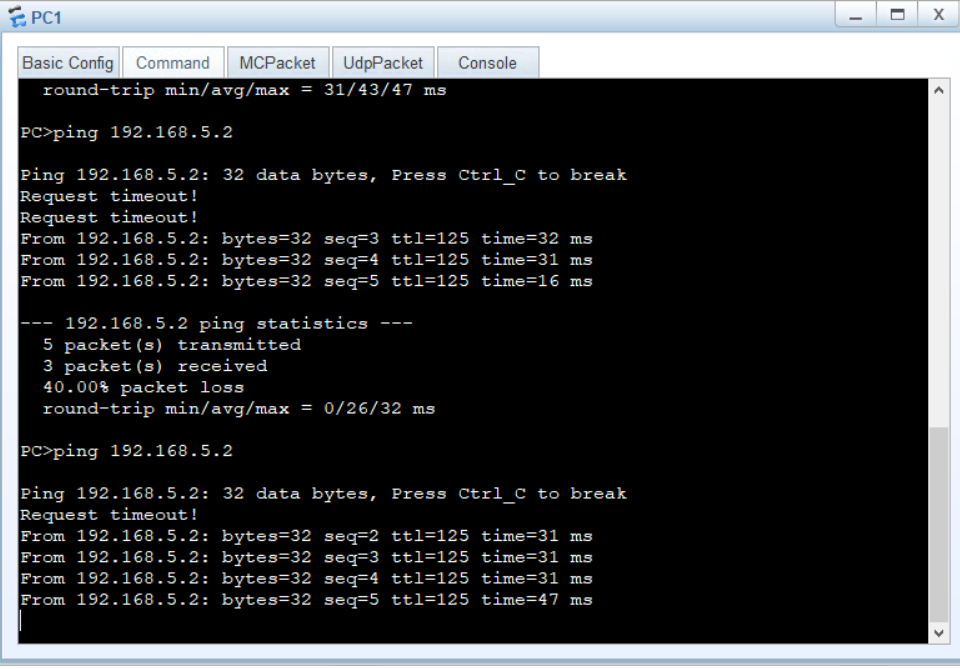 PC1
Basic Config Command MCPacket UdpPacket Console
round-trip min/avg/max = 31/43/47 ms
PC>ping 192.168.5.2
Ping 192.168.5.2: 32 data bytes, Press Ctrl_C to break
Request timeout!
Request timeout!
From 192.168.5.2: bytes=32 seq=3 ttl=125 time=32 ms
From 192.168.5.2: bytes=32 seq=4 ttl=125 time=31 ms
From 192.168.5.2: bytes=32 seq=5 ttl=125 time=16 ms
--- 192.168.5.2 ping statistics ---
5 packet(s) transmitted
3 packet(s) received
40.00% packet loss
round-trip min/avg/max = 0/26/32 ms
PC>ping 192.168.5.2
Ping 192.168.5.2: 32 data bytes, Press Ctrl_C to break
Request timeout!
From 192.168.5.2: bytes=32 seq=2 ttl=125 time=31 ms
From 192.168.5.2: bytes=32 seq=3 ttl=125 time=31 ms
From 192.168.5.2: bytes=32 seq=4 ttl=125 time=31 ms
From 192.168.5.2: bytes=32 seq=5 ttl=125 time=47 ms